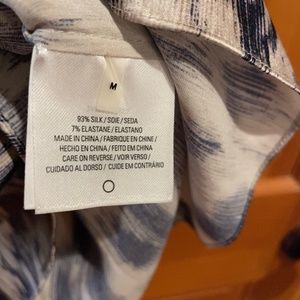 M
93% SILK / SOIE / SEDA
7% ELASTANE / ELASTANO
MADE IN CHINA / FABRIQUE EN CHINE /
HECHO EN CHINA / FEITO EM CHINA
CARE ON REVERSE / VOIR VERSO /
CUIDADO AL DORSO / CUIDE EM CONTRÁRIO